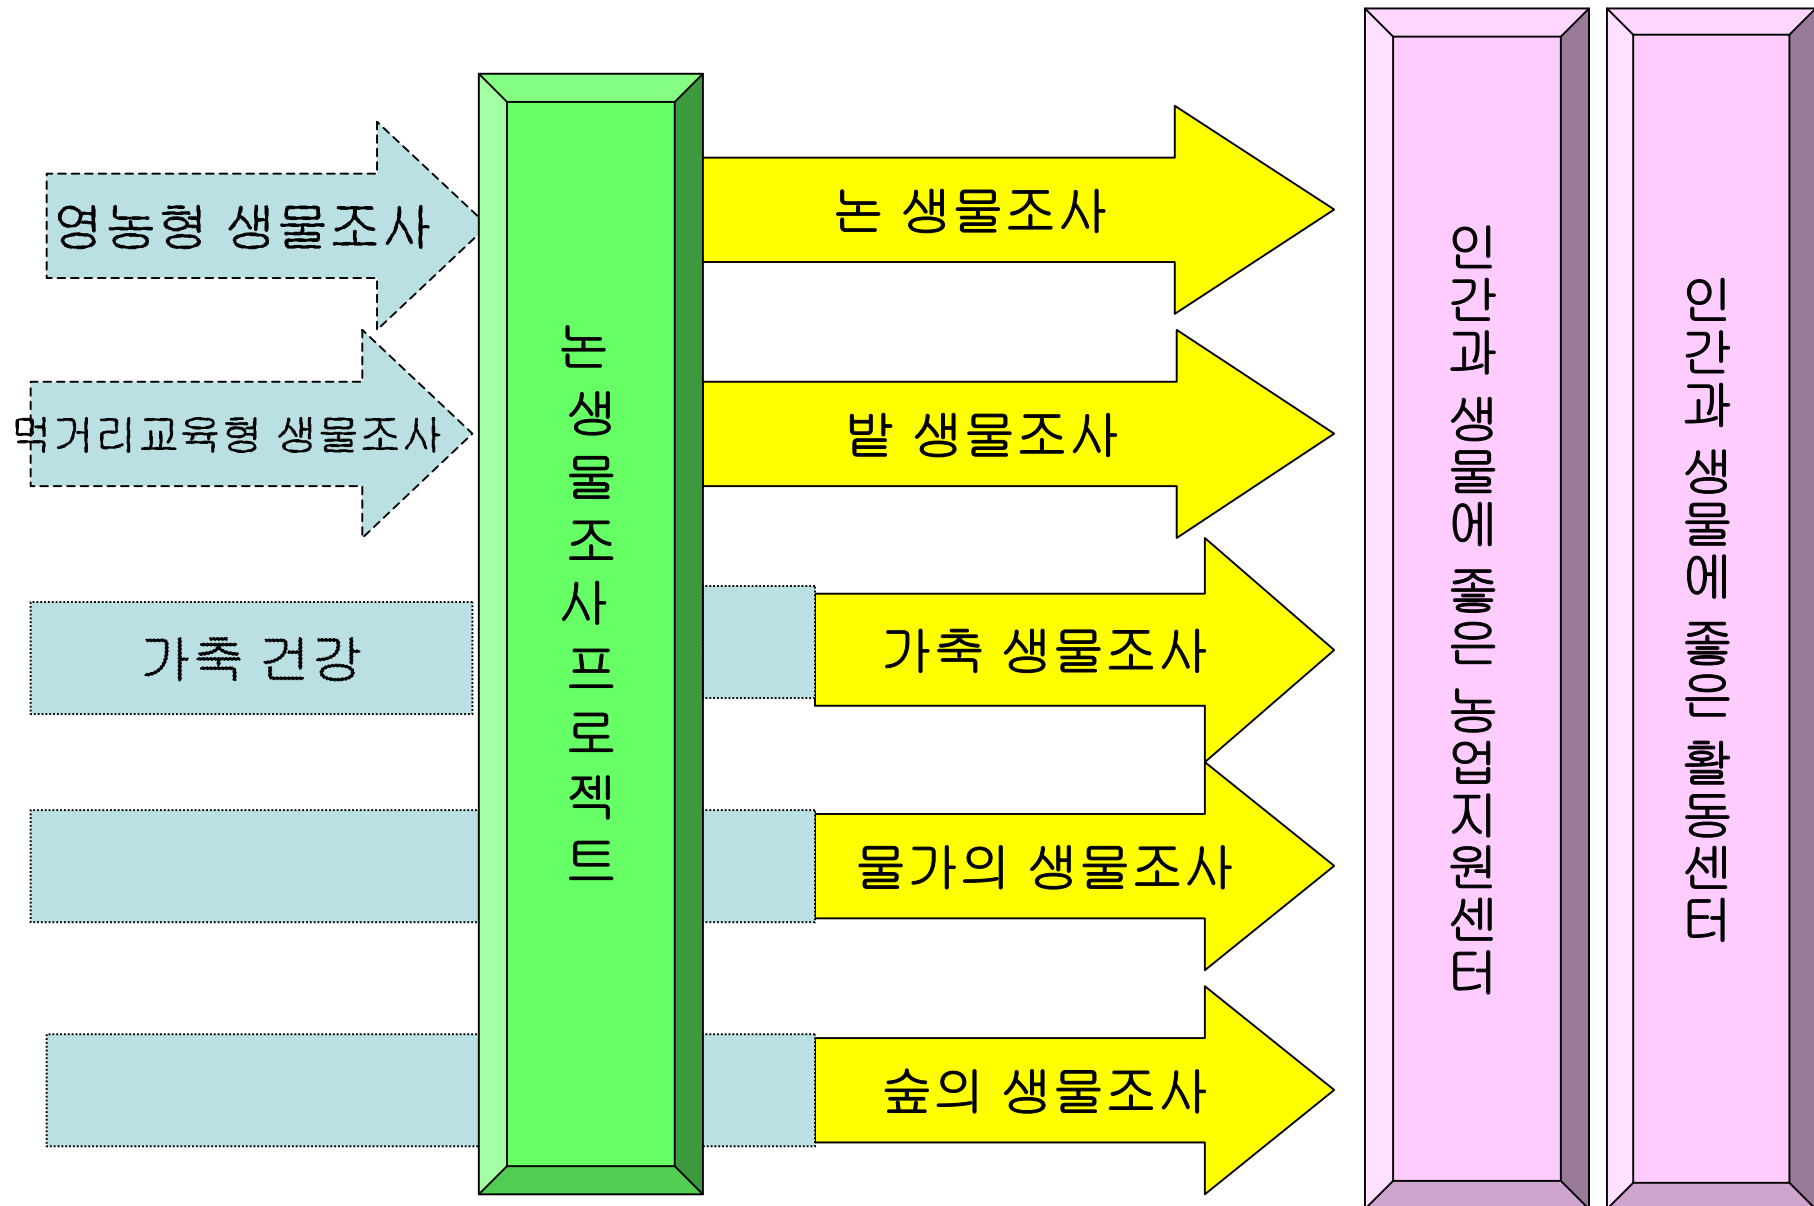 영농형 생물조사
먹거리교육형 생물조사
가축 건강
논 생물조사 프로젝트
논 생물조사
밭 생물조사
가축 생물조사
물가의 생물조사
숲의 생물조사
인간과 생물에 좋은 농업지원센터
인간과 생물에 좋은 활동센터